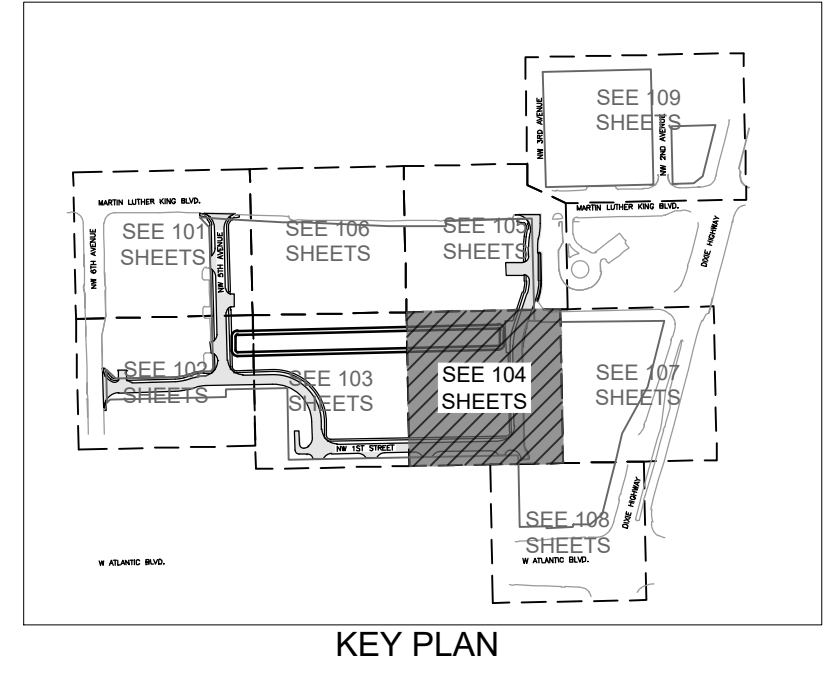 SEE 109
SHEETS
NW 3RD AVENUE
NW 2ND AVENUE
MARTIN LUTHER KING BLVD.
MARTIN LUTHER KING BLVD.
NW 6TH AVENUE
SEE 101
SHEETS
NW 5TH AVENUE
SEE 106
SHEETS
SEE 105
SHEETS
DIXIE HIGHWAY
SEE 102
SHEETS
SEE 103
SHEETS
SEE 104
SHEETS
SEE 107
SHEETS
NW 1ST STREET
DIXIE HIGHWAY
SEE 108
SHEETS
W ATLANTIC BLVD.
W ATLANTIC BLVD.
KEY PLAN